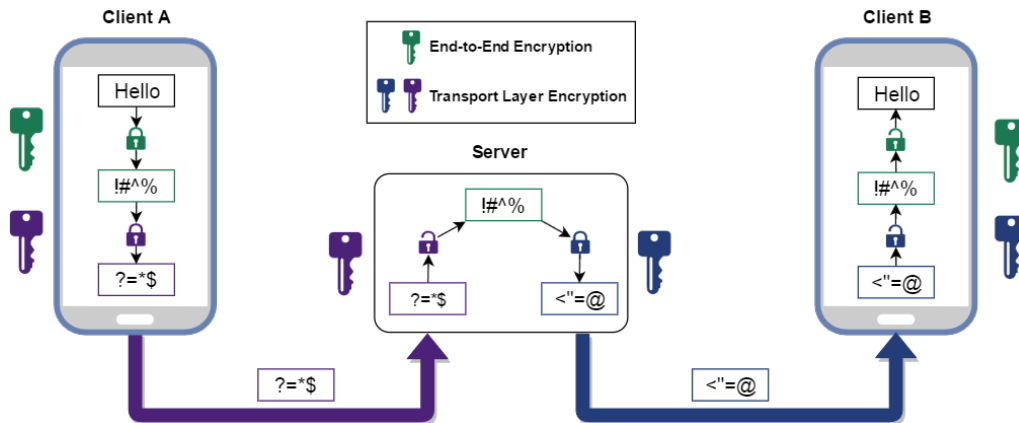 Client A
Client B
End-to-End Encryption
Transport Layer Encryption
Hello
!#^%
?=*$
Server
!#^%
?=*$
<"=@
Hello
!#^%
<"=@
?=*$
<"=@